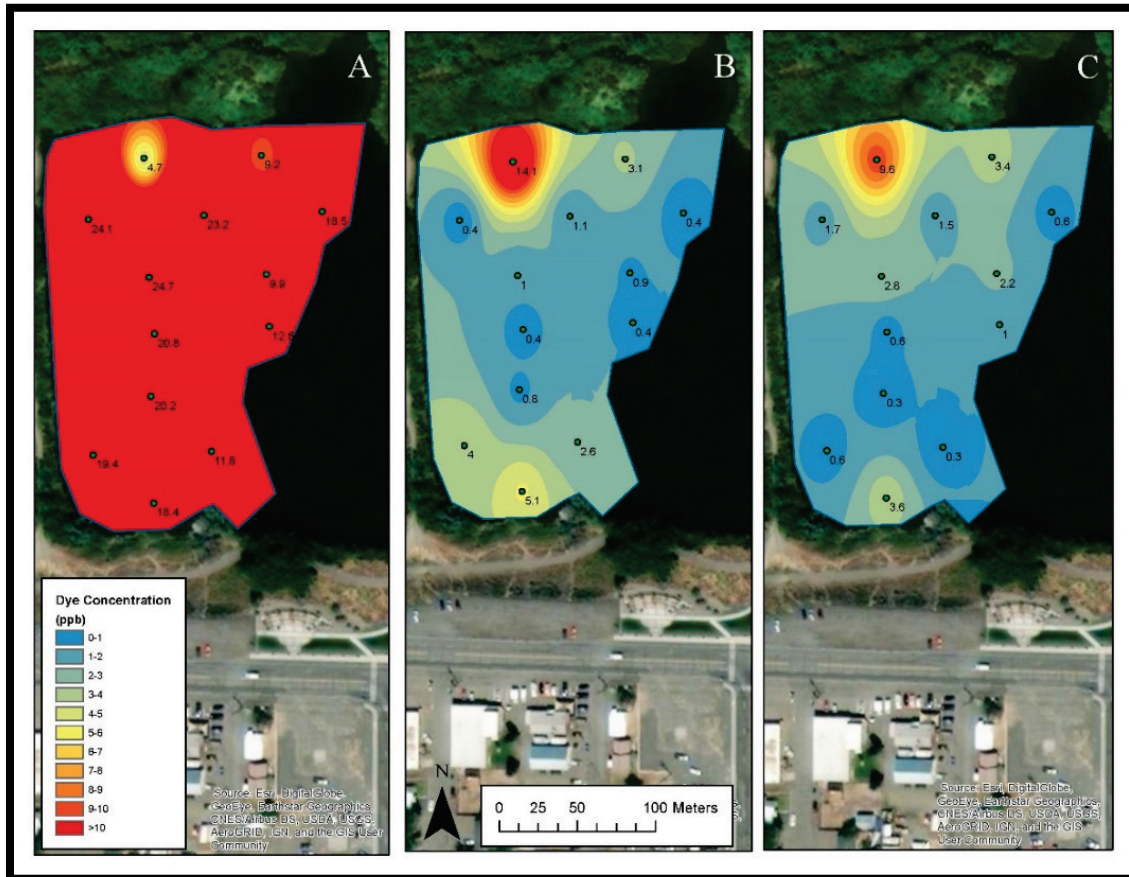 A
4.7
9.2
24.1
23.2
18.5
24.7
9.9
20.8
12.6
20.2
19.4
11.8
18.4
Dye Concentration
(ppb)
0-1
1-2
2-3
3-4
4-5
5-6
6-7
7-8
8-9
9-10
>10
Source: Esri, DigitalGlobe,
GeoEye, Earthstar Geographics,
CNES/Airbus DS, USDA, USGS,
AeroGRID, IGN, and the GIS User
Community
B
14.1
3.1
0.4
1.1
0.4
1
0.9
0.4
0.4
0.8
4
2.6
5.1
N
0 25 50 100 Meters
C
9.6
3.4
1.7
1.5
0.6
2.8
2.2
0.6
1
0.3
0.6
0.3
3.6
Source: Esri, DigitalGlobe,
GeoEye, Earthstar Geographics,
CNES/Airbus DS, USDA, USGS,
AeroGRID, IGN, and the GIS
User Community